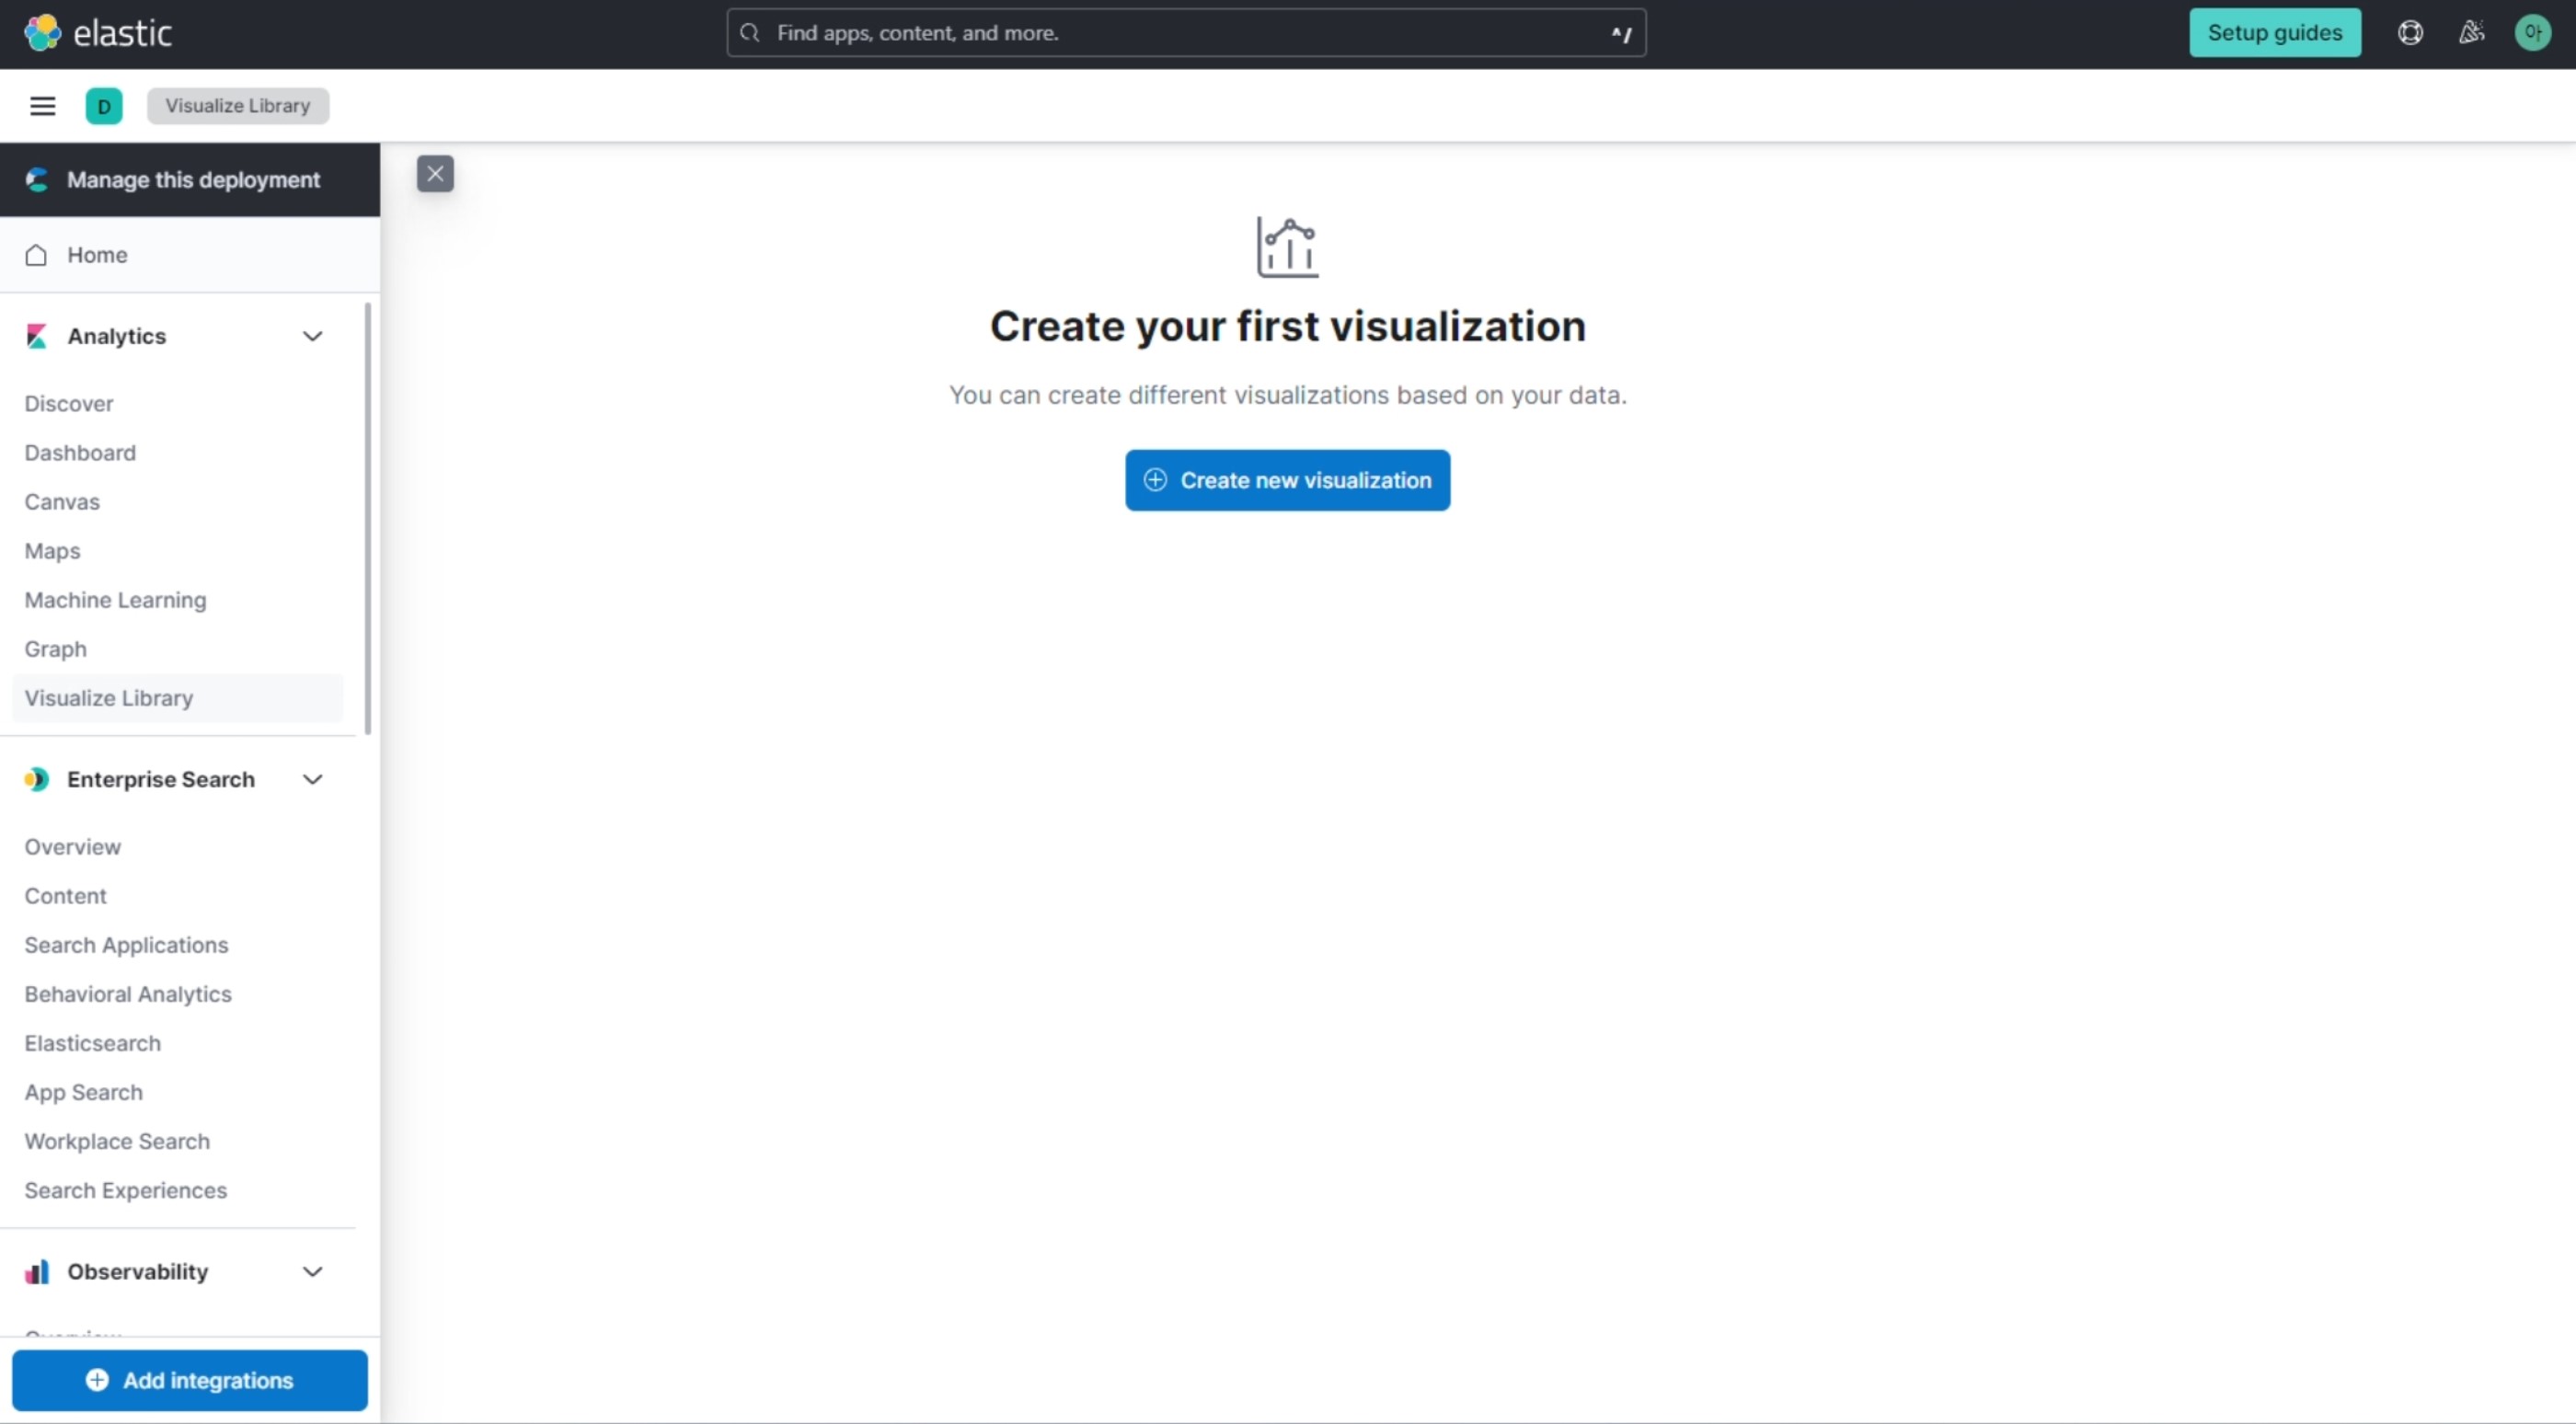 elastic
Find apps, content, and more.
^/
Setup guides
아
D
Visualize Library
Manage this deployment
Home
Analytics
Discover
Dashboard
Canvas
Maps
Machine Learning
Graph
Visualize Library
Enterprise Search
Overview
Content
Search Applications
Behavioral Analytics
Elasticsearch
App Search
Workplace Search
Search Experiences
Observability
Overview
Add integrations
Create your first visualization
You can create different visualizations based on your data.
Create new visualization